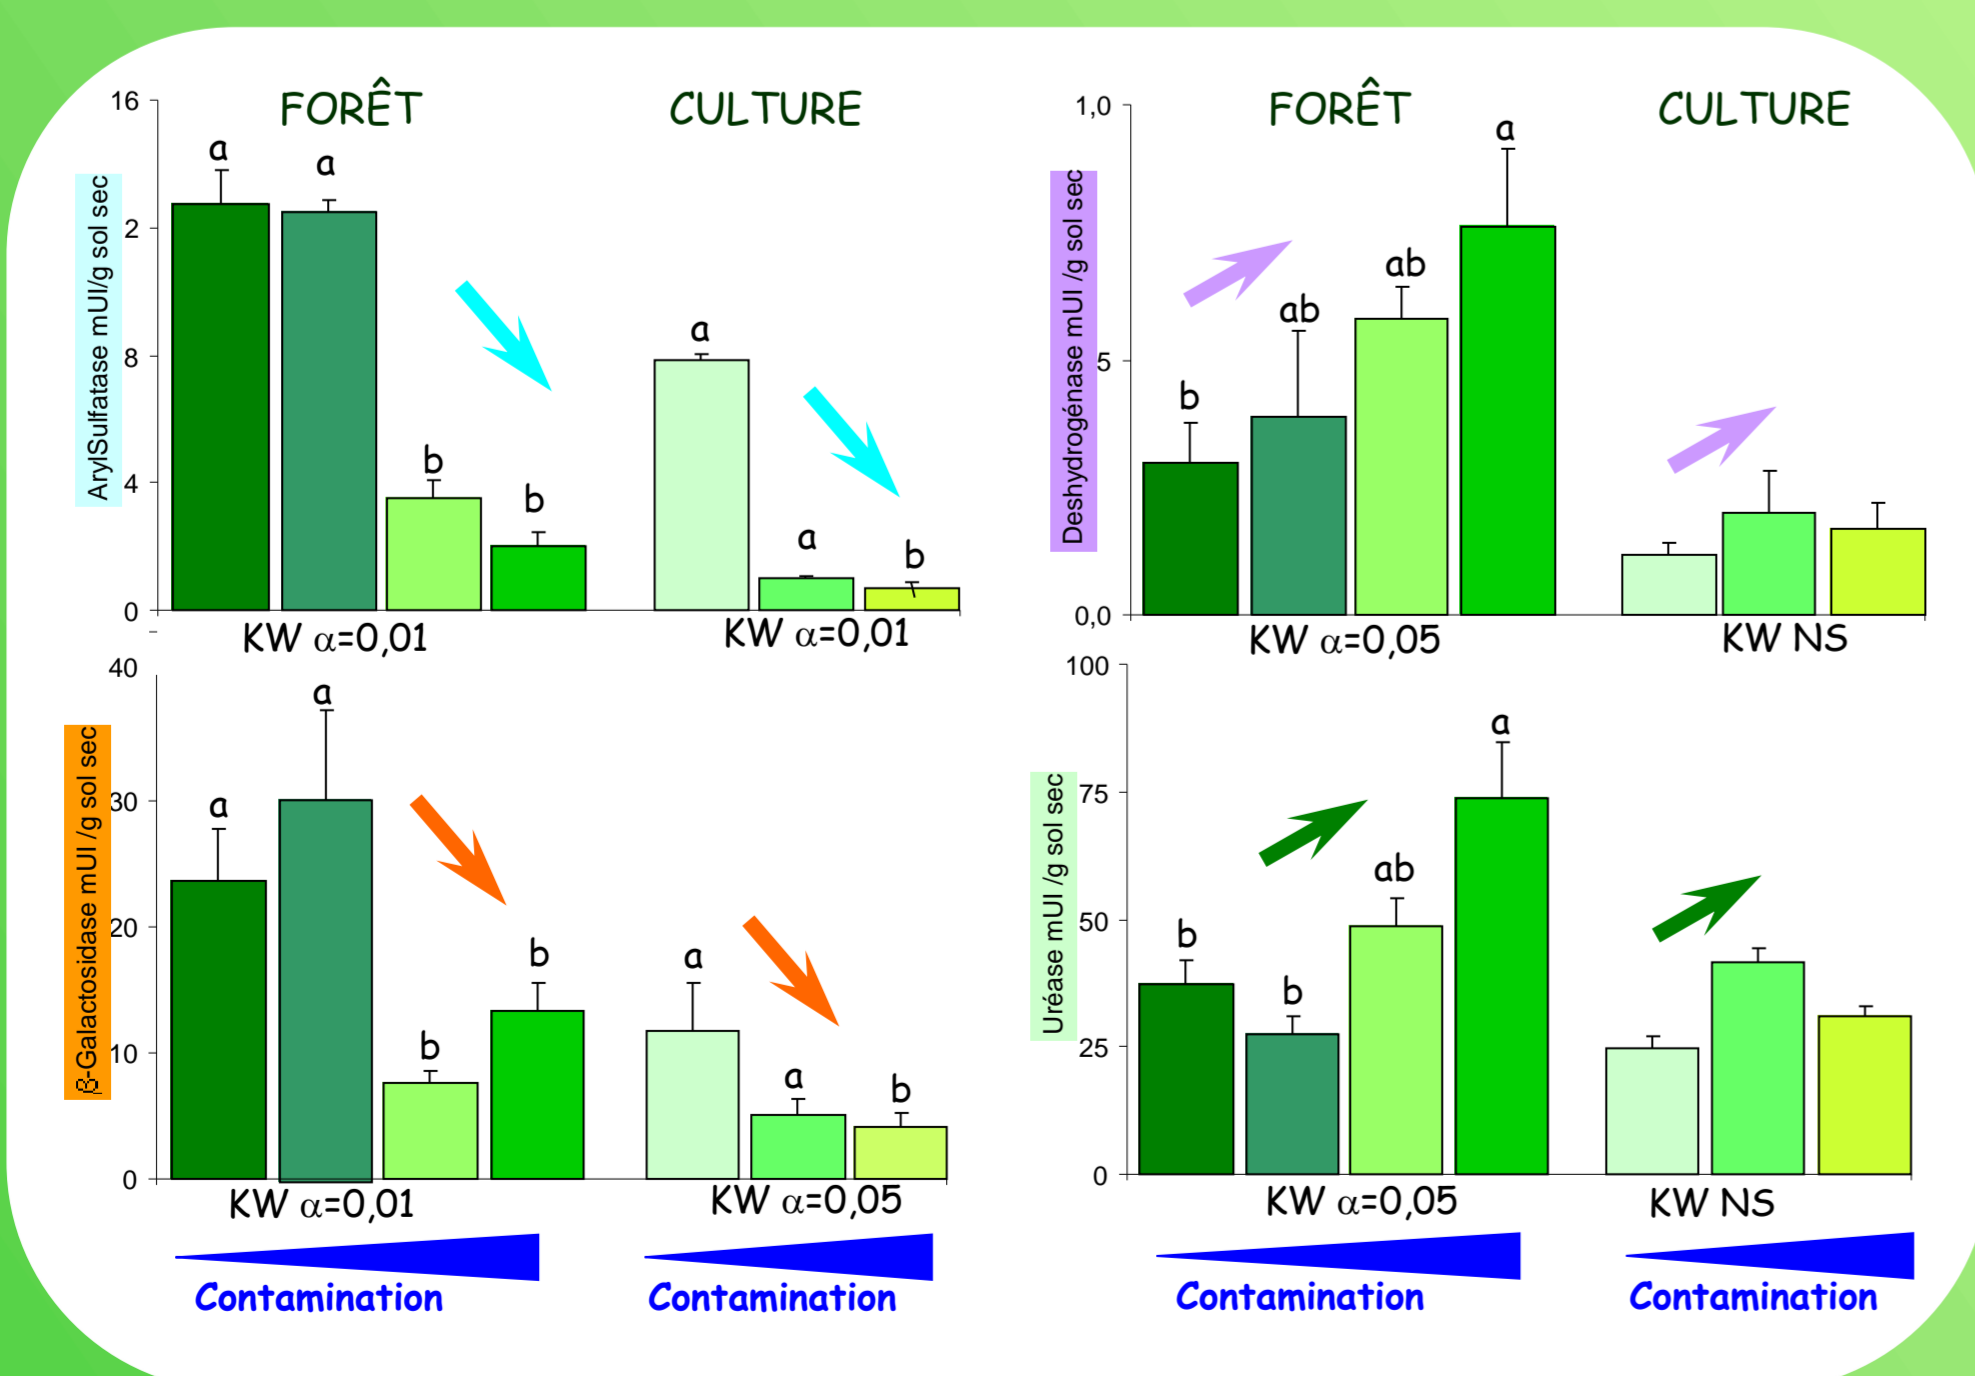 FORÊT
CULTURE
16
2
8
4
0
ArylSulfatase mUI/g sol sec
a
a
b
b
a
a
b
KW α=0,01
KW α=0,01
FORÊT
CULTURE
1,0
5
0,0
Deshydrogénase mUI /g sol sec
b
ab
ab
a
KW α=0,05
KW NS
40
30
20
10
0
β-Galactosidase mUI /g sol sec
a
a
b
b
a
a
b
KW α=0,01
KW α=0,05
Contamination
Contamination
100
75
50
25
0
Uréase mUI /g sol sec
b
b
ab
a
KW α=0,05
KW NS
Contamination
Contamination